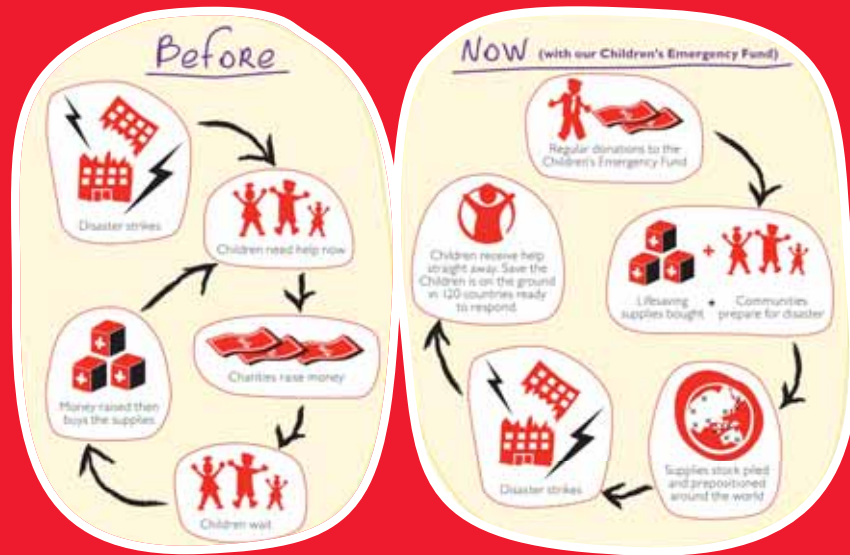 Before
Disaster strikes
Children need help now
Charities raise money
Children wait
Money raised then
buys the supplies
Now (with our Children's Emergency Fund)
Regular donations to the
Children's Emergency Fund
Lifesaving
supplies bought
+
Communities
prepare for disaster
Supplies stock piled
and prepositioned
around the world
Disaster strikes
Children receive help
straight away. Save the
Children is on the ground
in 120 countries ready
to respond